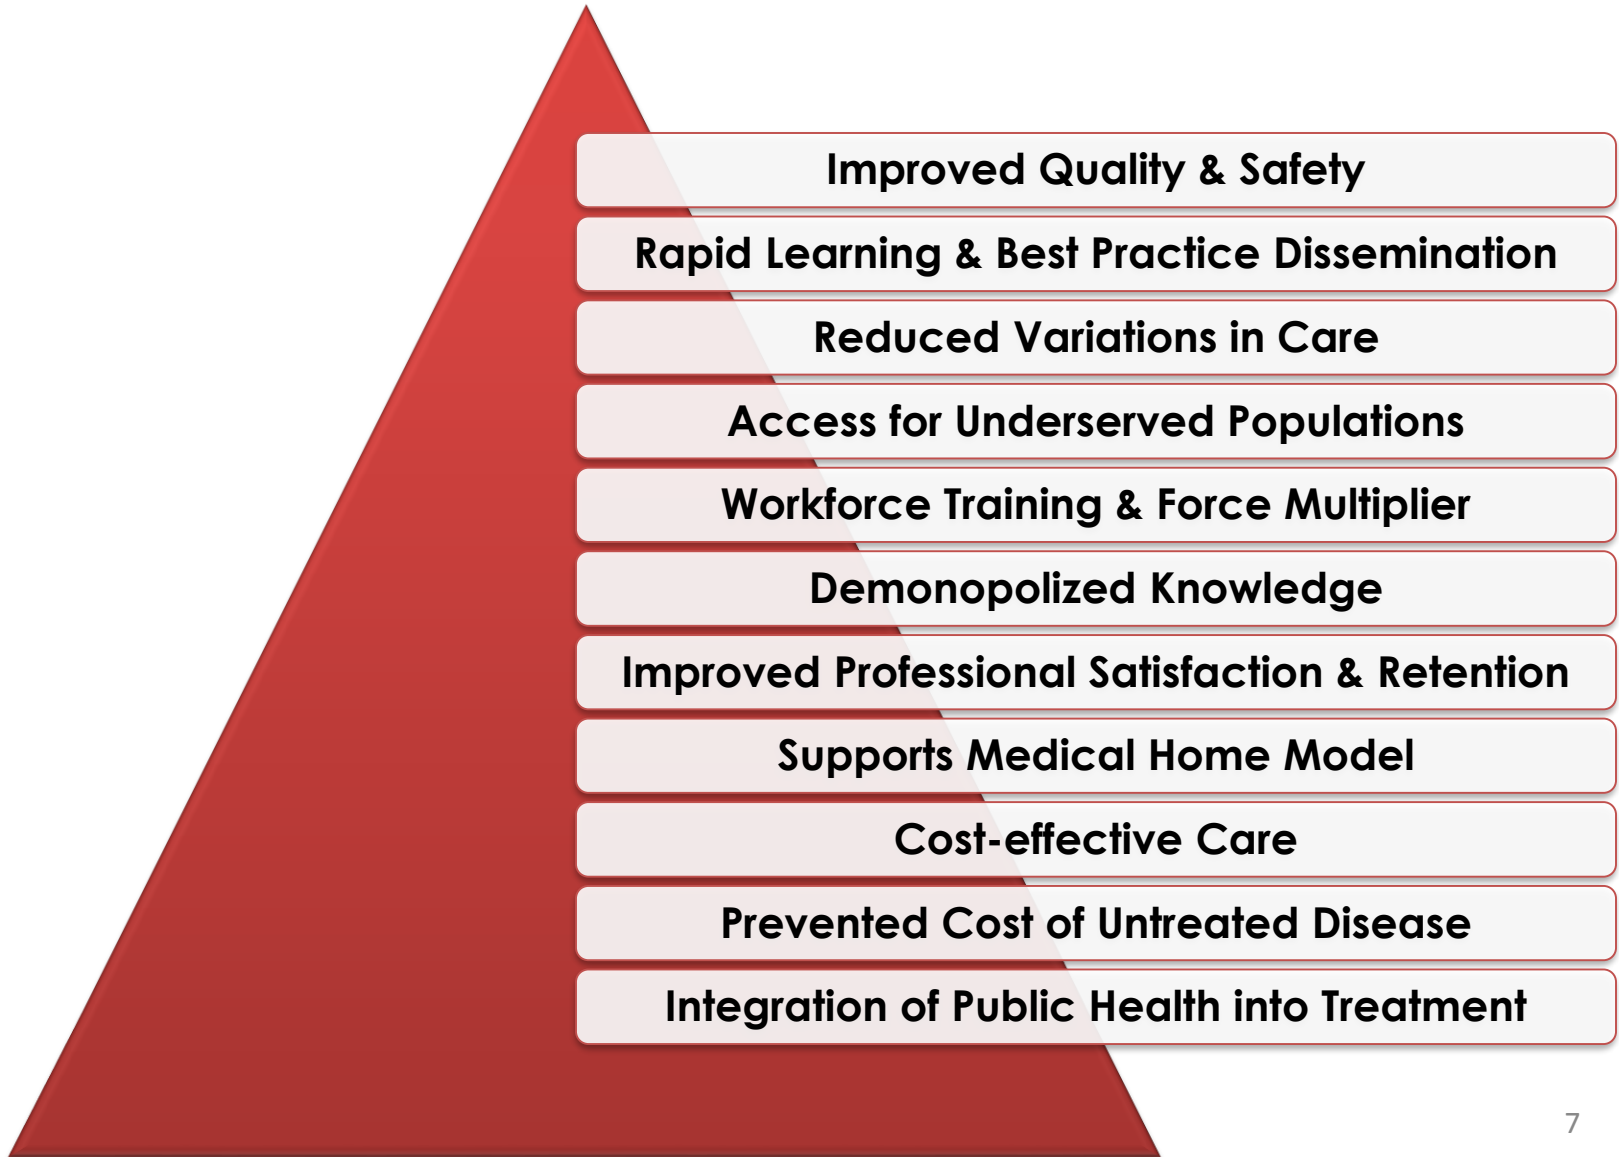 Improved Quality & Safety
Rapid Learning & Best Practice Dissemination
Reduced Variations in Care
Access for Underserved Populations
Workforce Training & Force Multiplier
Demonopolized Knowledge
Improved Professional Satisfaction & Retention
Supports Medical Home Model
Cost-effective Care
Prevented Cost of Untreated Disease
Integration of Public Health into Treatment
7